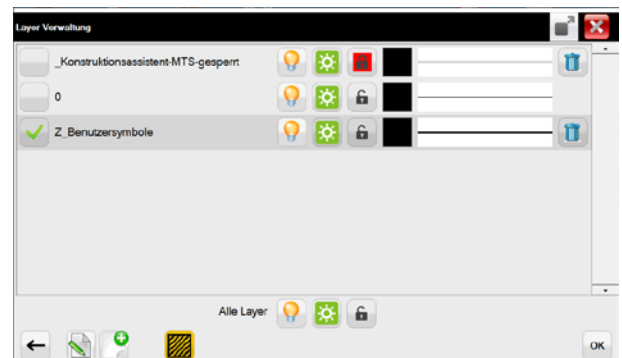 Layer Verwaltung
_Konstruktionsassistent-MTS-gesperrt
0
Z_Benutzersymbole
Alle Layer
OK